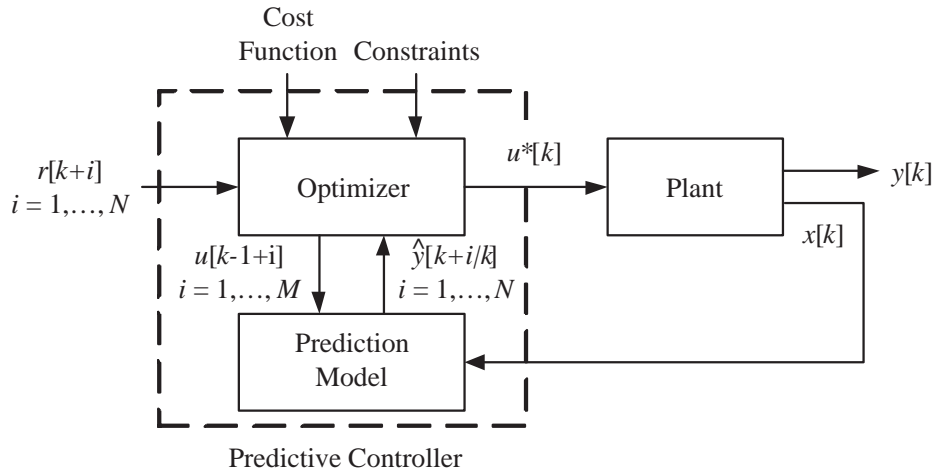 Cost
Function
Constraints
r[k+i]
i = 1,…, N
Optimizer
u*[k]
Plant
y[k]
x[k]
u[k-1+i]
i = 1,…, M
ŷ[k+i/k]
i = 1,…, N
Prediction
Model
Predictive Controller